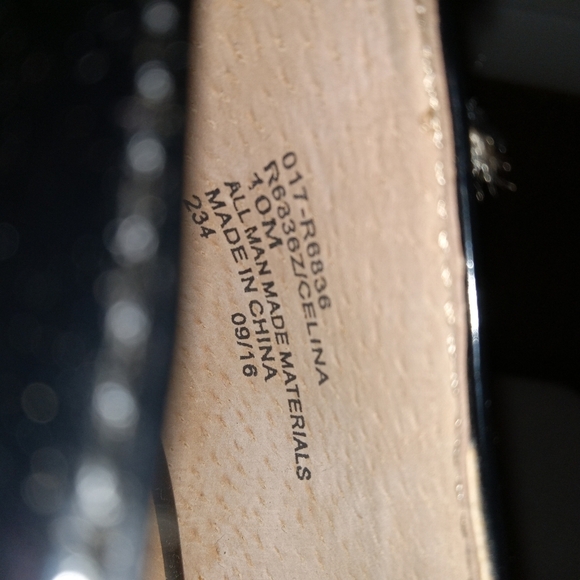 017-R6836
R6836Z/CELINA
10M
ALL MAN MADE MATERIALS
MADE IN CHINA
234 09/16